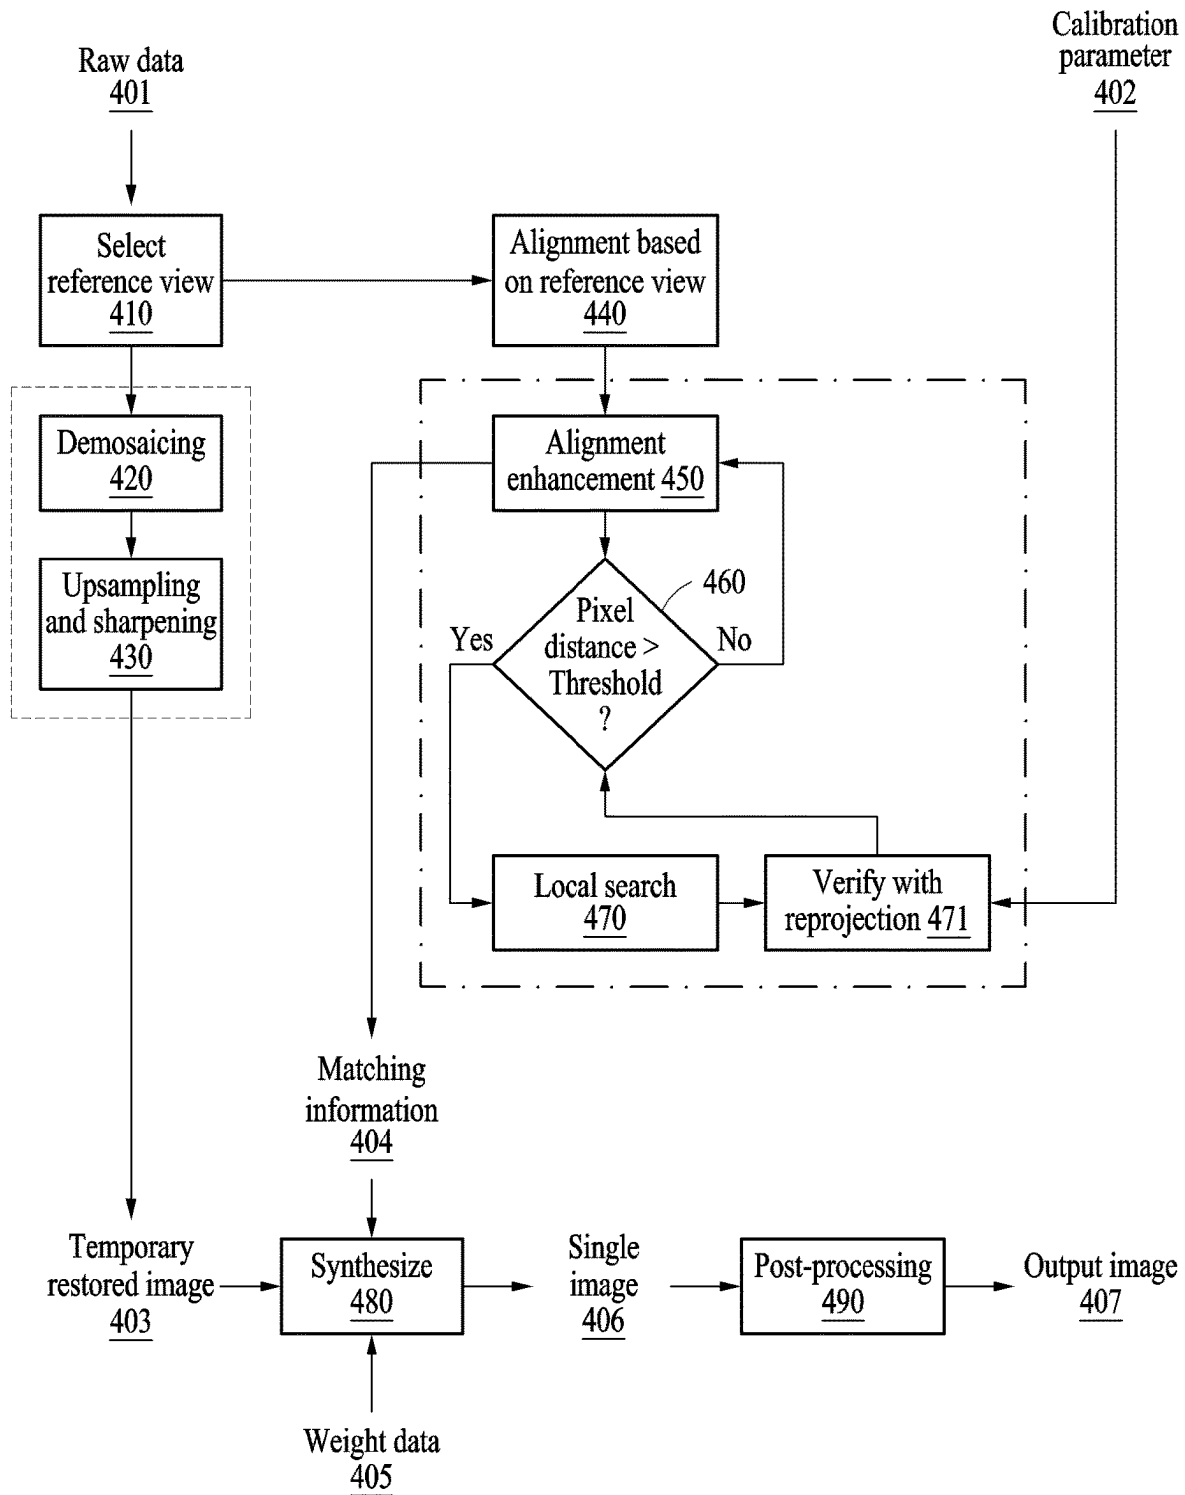 Raw data
401
Calibration
parameter
402
Select
reference view
410
Alignment based
on reference view
440
Demosaicing
420
Upsampling
and sharpening
430
Alignment
enhancement 450
460
Pixel
distance >
Threshold
?
Yes
No
Local search
470
Verify with
reprojection 471
Matching
information
404
Temporary
restored image
403
Synthesize
480
Single
image
406
Post-processing
490
Output image
407
Weight data
405